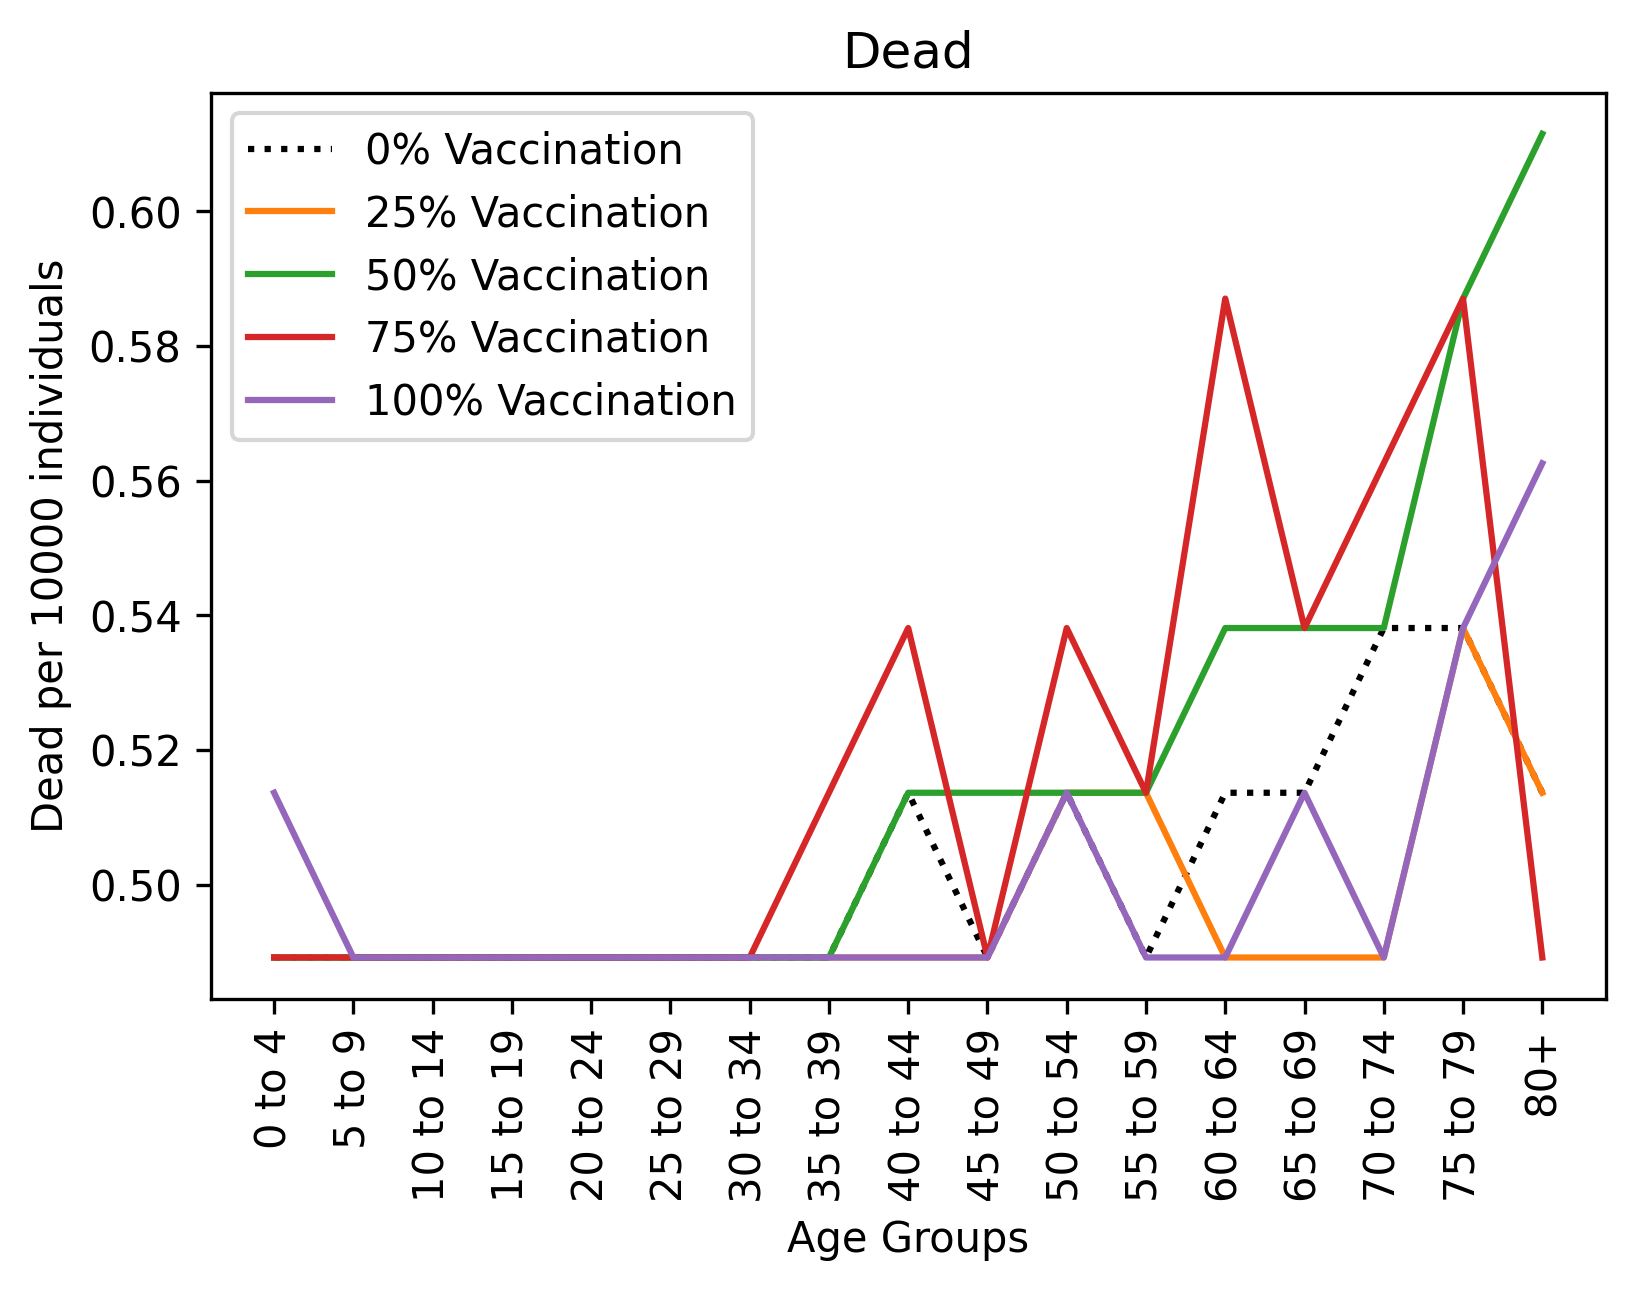 Dead
0% Vaccination
25% Vaccination
50% Vaccination
75% Vaccination
100% Vaccination
Dead per 10000 individuals
0.60
0.58
0.56
0.54
0.52
0.50
0 to 4
5 to 9
10 to 14
15 to 19
20 to 24
25 to 29
30 to 34
35 to 39
40 to 44
45 to 49
50 to 54
55 to 59
60 to 64
65 to 69
70 to 74
75 to 79
80+
Age Groups